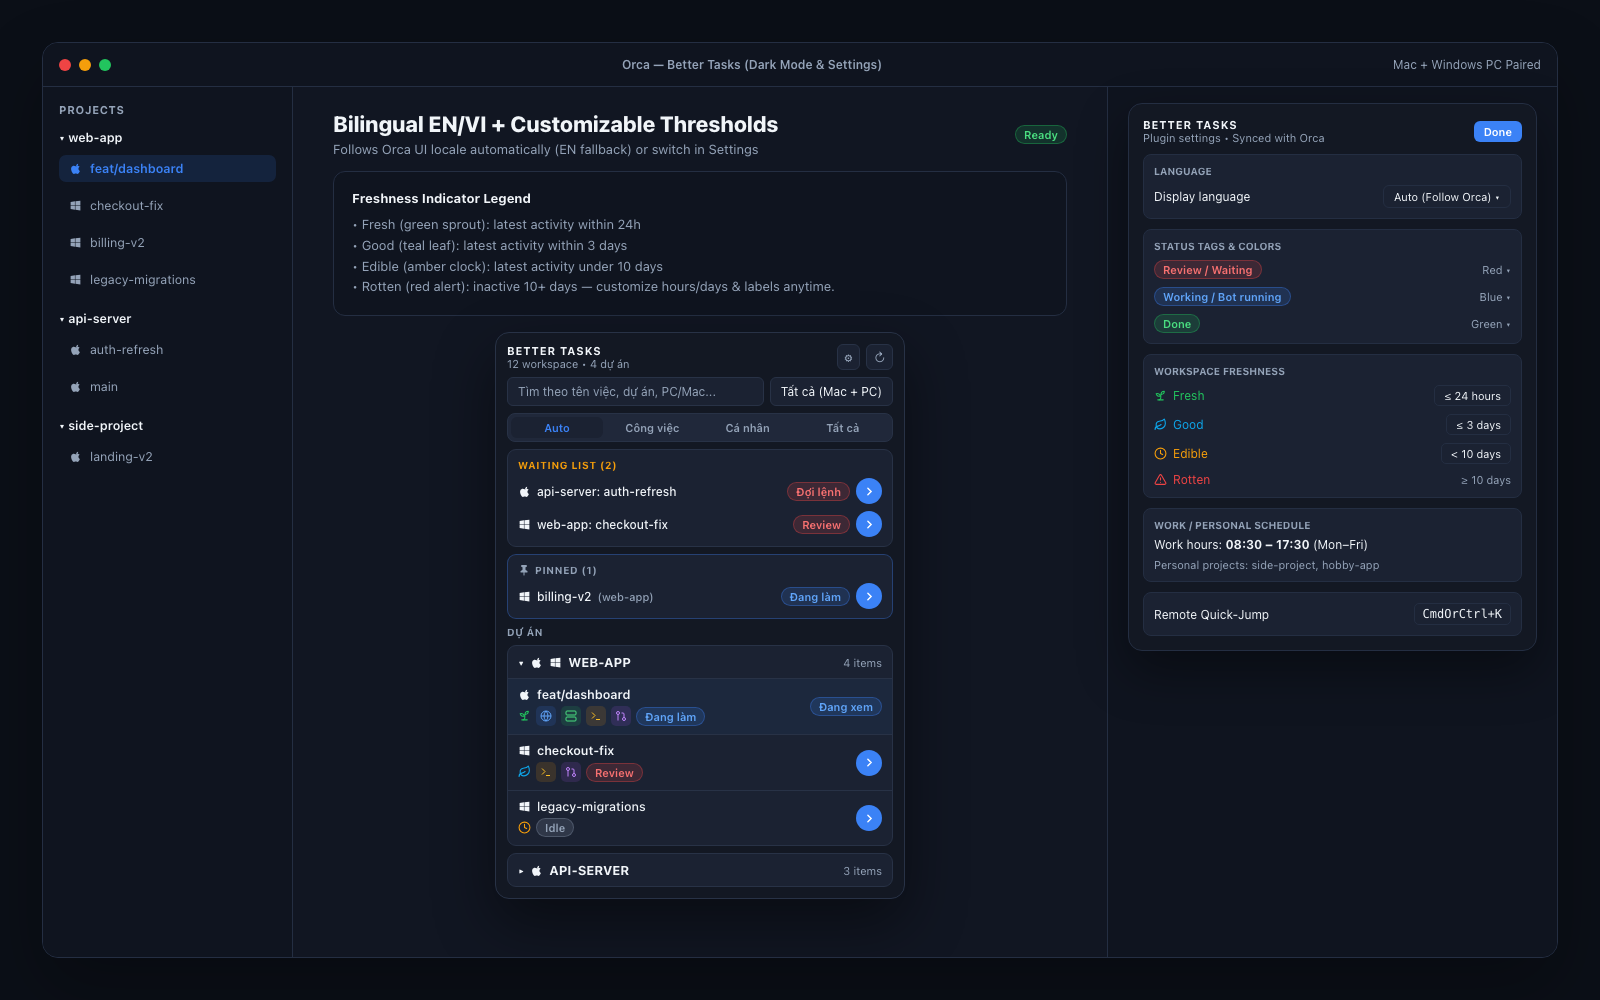 Orca — Better Tasks (Dark Mode & Settings)
Mac + Windows PC Paired
PROJECTS
▾ web-app
feat/dashboard
checkout-fix
billing-v2
legacy-migrations
▾ api-server
auth-refresh
main
▾ side-project
landing-v2
Bilingual EN/VI + Customizable Thresholds
Follows Orca UI locale automatically (EN fallback) or switch in Settings
Ready
Freshness Indicator Legend
• Fresh (green sprout): latest activity within 24h
• Good (teal leaf): latest activity within 3 days
• Edible (amber clock): latest activity under 10 days
• Rotten (red alert): inactive 10+ days — customize hours/days & labels anytime.
BETTER TASKS
12 workspace • 4 dự án
Tìm theo tên việc, dự án, PC/Mac...
Tất cả (Mac + PC)
Auto
Công việc
Cá nhân
Tất cả
WAITING LIST (2)
api-server: auth-refresh
Đợi lệnh
web-app: checkout-fix
Review
PINNED (1)
billing-v2 (web-app)
Đang làm
DỰ ÁN
▾ WEB-APP
4 items
feat/dashboard
Đang làm
Đang xem
checkout-fix
Review
legacy-migrations
Idle
▸ API-SERVER
3 items
BETTER TASKS
Plugin settings • Synced with Orca
Done
LANGUAGE
Display language
Auto (Follow Orca) ▾
STATUS TAGS & COLORS
Review / Waiting
Red ▾
Working / Bot running
Blue ▾
Done
Green ▾
WORKSPACE FRESHNESS
Fresh
≤ 24 hours
Good
≤ 3 days
Edible
< 10 days
Rotten
≥ 10 days
WORK / PERSONAL SCHEDULE
Work hours: 08:30 – 17:30 (Mon–Fri)
Personal projects: side-project, hobby-app
Remote Quick-Jump
CmdOrCtrl+K